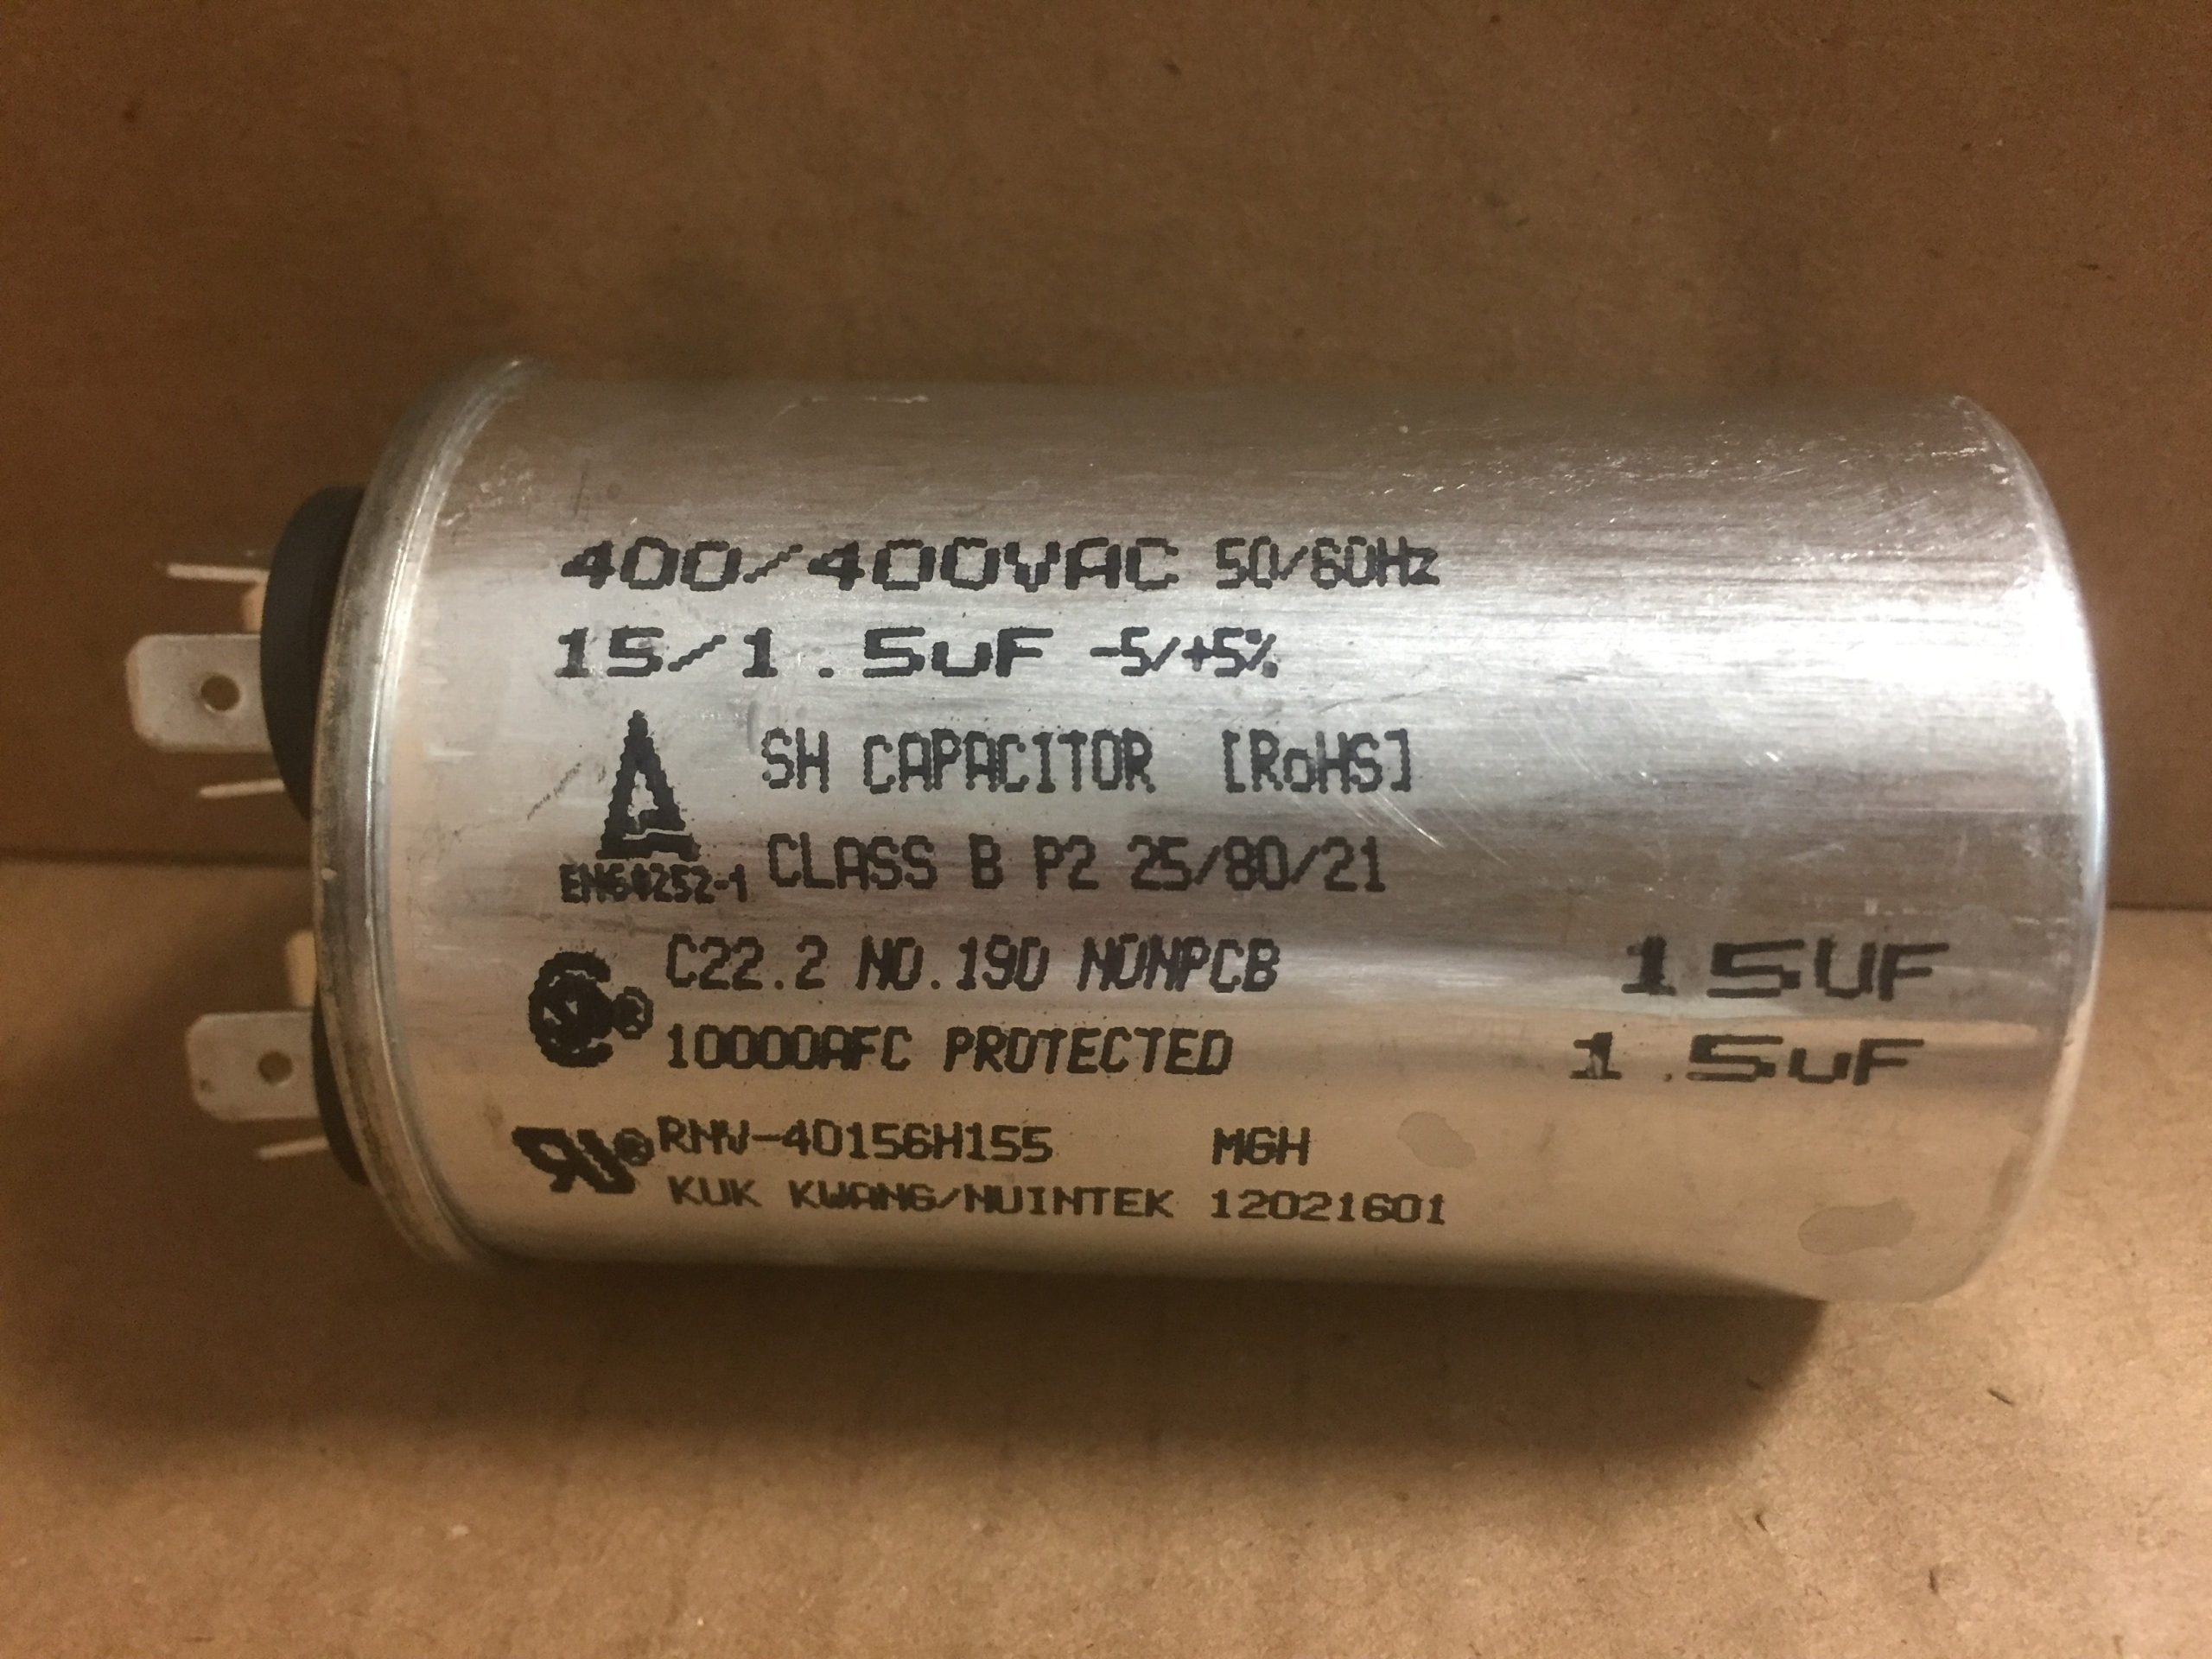 400/400VAC 50/60Hz
15/1.5uF -5/+5%
SH CAPACITOR [RoHS]
EN60252-1 CLASS B P2 25/80/21
C22.2 NO.190 NONPCB
10000AFC PROTECTED
15UF
1.5uF
RNV-40156H155 MGH
KUK KWANG/NUINTEK 12021601